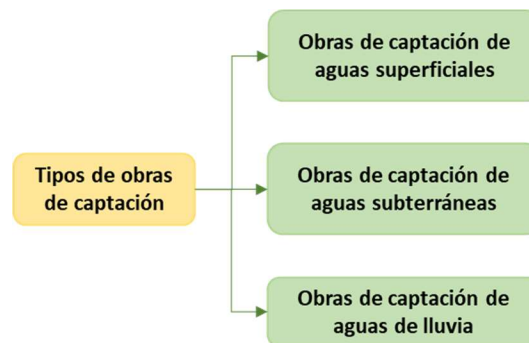 Obras de captación de
aguas superficiales
Tipos de obras
de captación
Obras de captación de
aguas subterráneas
Obras de captación de
aguas de lluvia